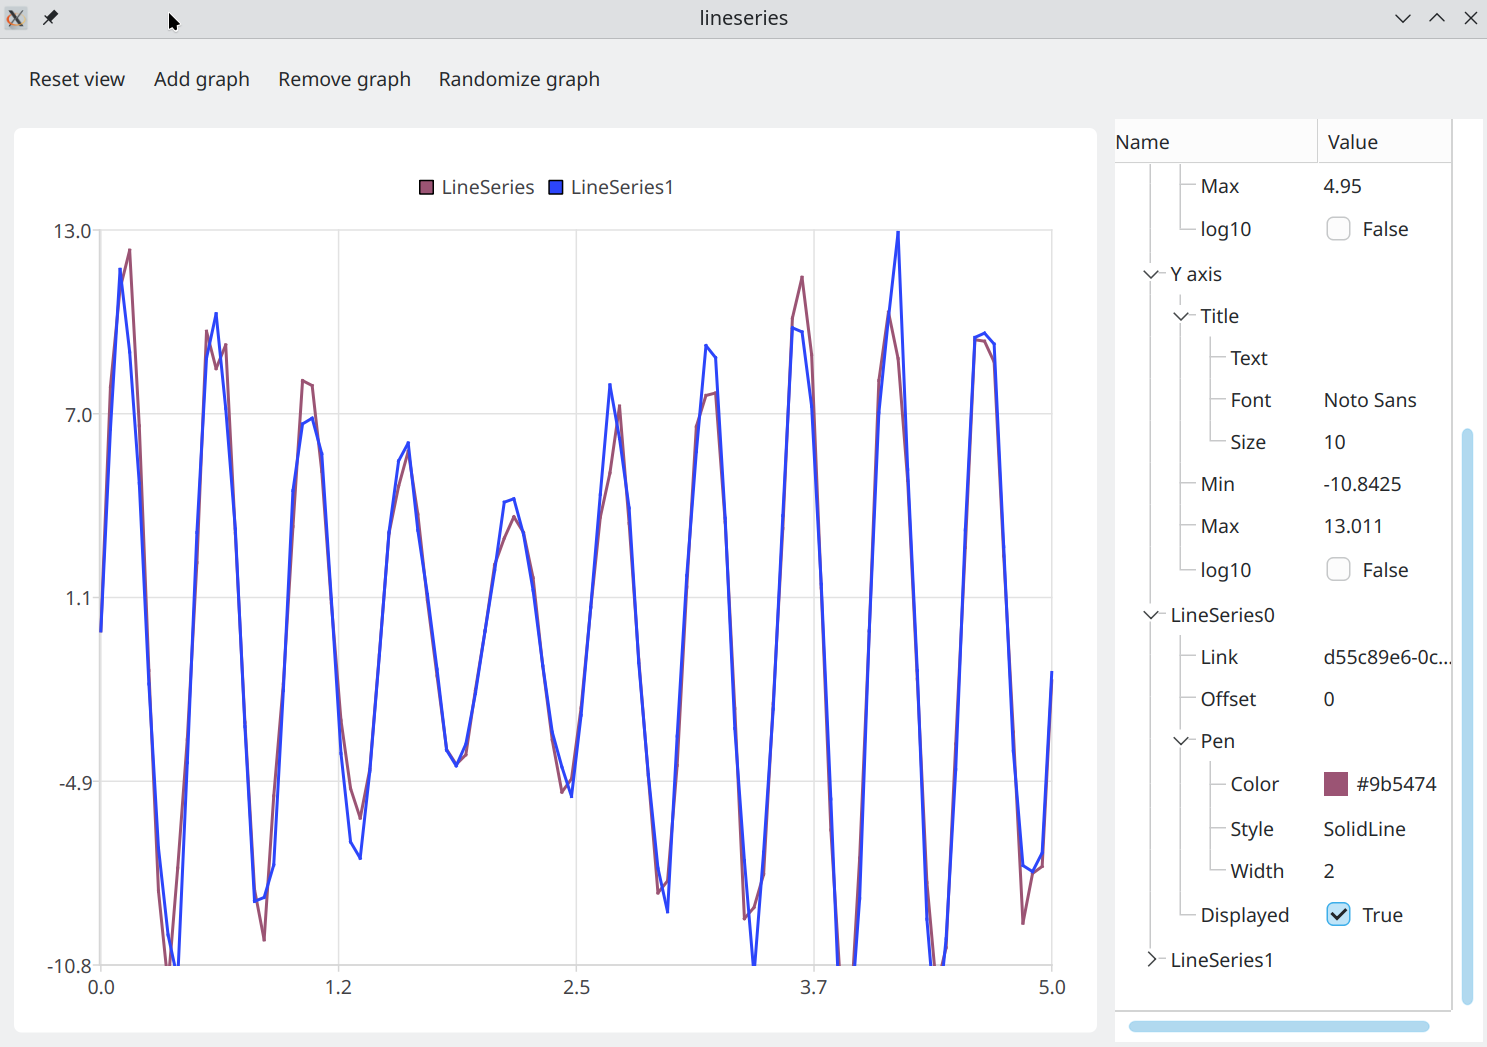 lineseries
Reset view Add graph Remove graph Randomize graph
LineSeries LineSeries1
13.0
7.0
1.1
-4.9
-10.8
0.0 1.2 2.5 3.7 5.0
Name Value
Max 4.95
log10 False
Y axis
Title
Text
Font Noto Sans
Size 10
Min -10.8425
Max 13.011
log10 False
LineSeries0
Link d55c89e6-0c...
Offset 0
Pen
Color #9b5474
Style SolidLine
Width 2
Displayed True
LineSeries1